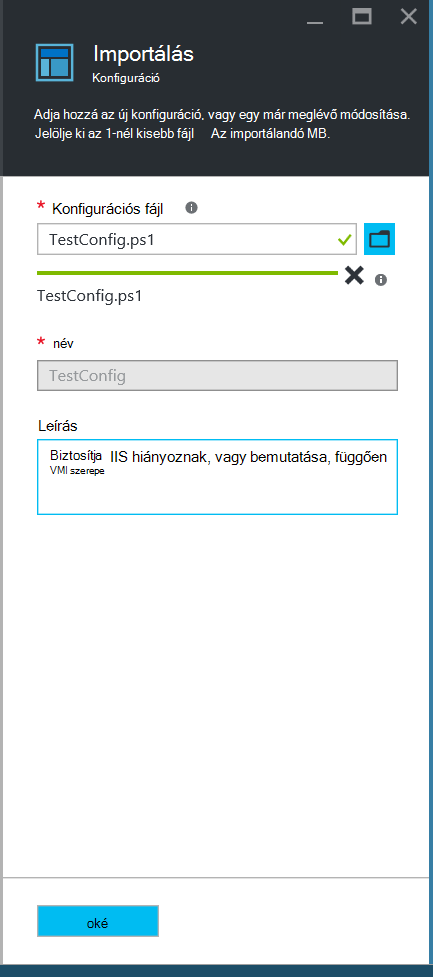 Importálás
Konfiguráció
Adja hozzá az új konfiguráció, vagy egy már meglévő módosítása.
Jelölje ki az 1-nél kisebb fájl Az importálandó MB.
* Konfigurációs fájl
TestConfig.ps1
TestConfig.ps1
* név
TestConfig
Leírás
Biztosítja IIS hiányoznak, vagy bemutatása, függően
VMI szerepe
oké